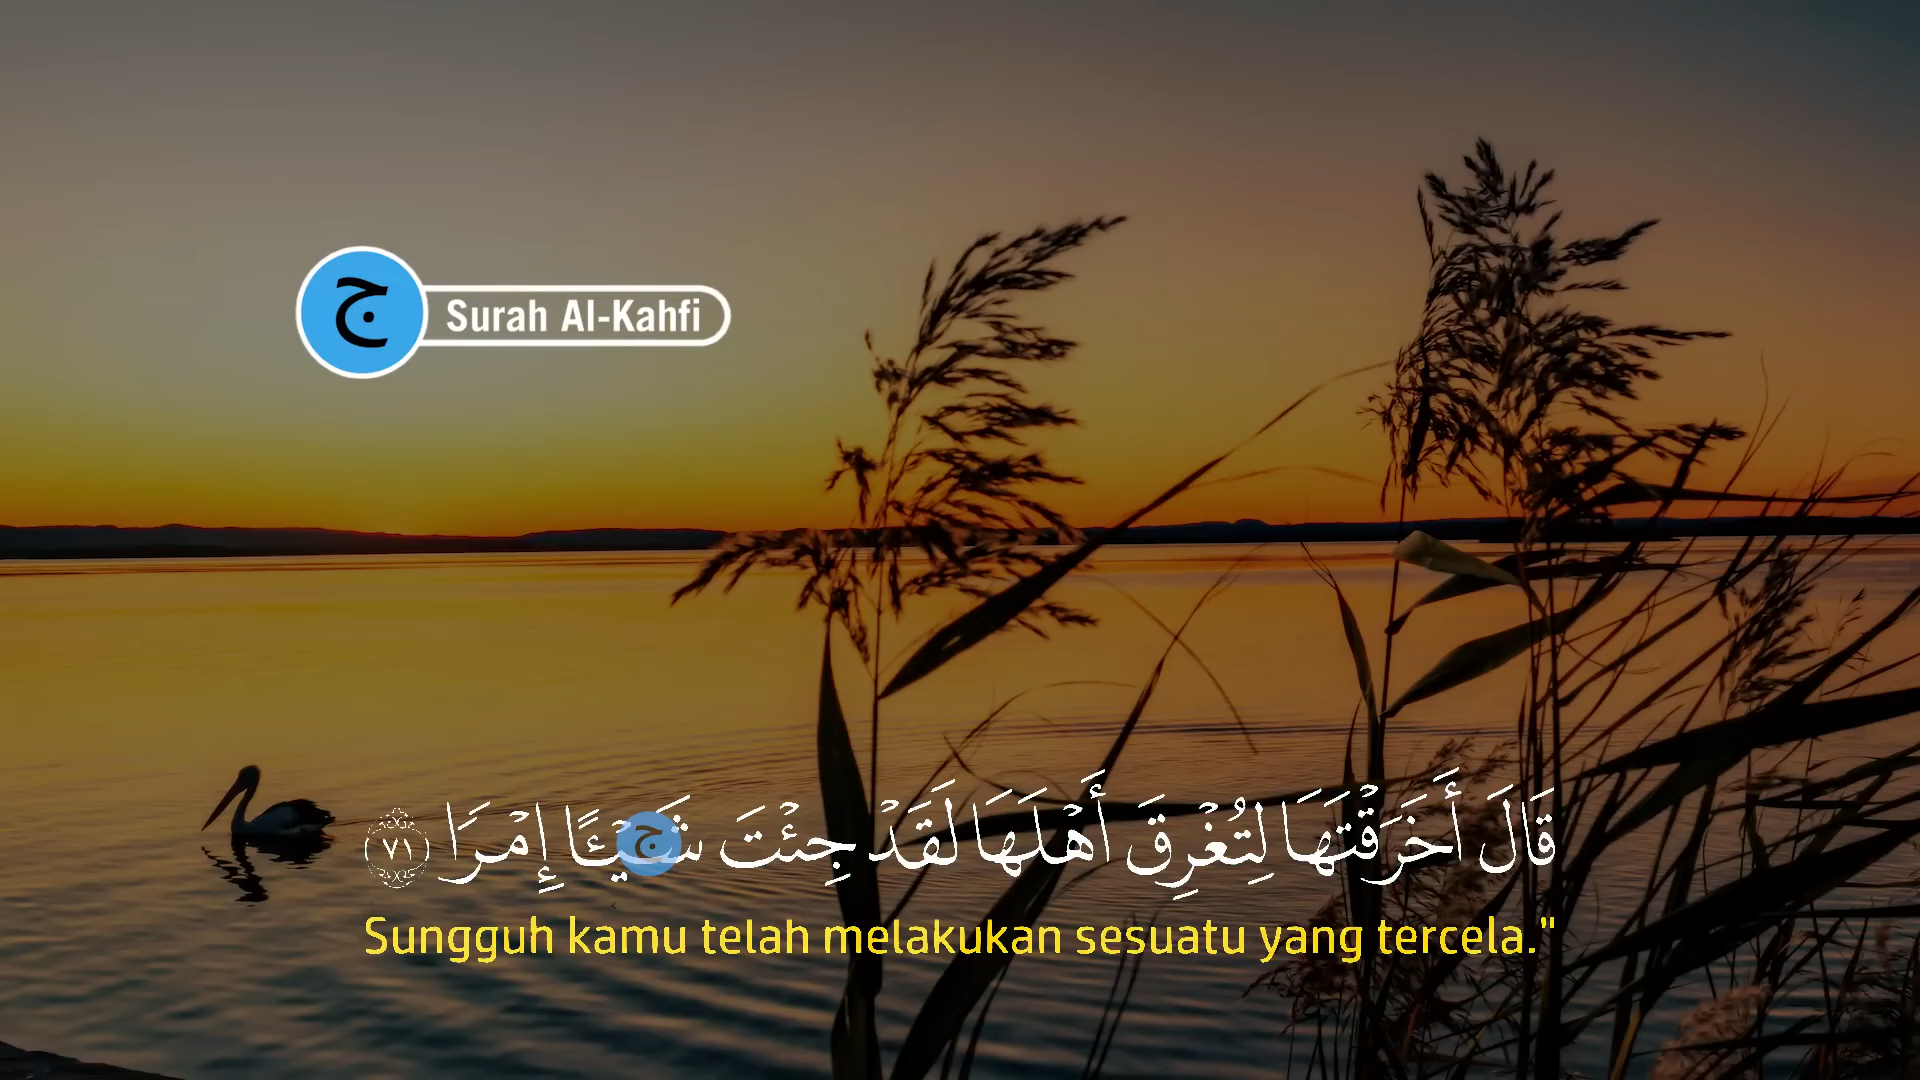 ج
Surah Al-Kahfi
قَالَ أَخَرَقْتَهَا لِتُغْرِقَ أَهْلَهَا لَقَدْ جِئْتَ شَيْئًا إِمْرًا ٧١
ج
Sungguh kamu telah melakukan sesuatu yang tercela."